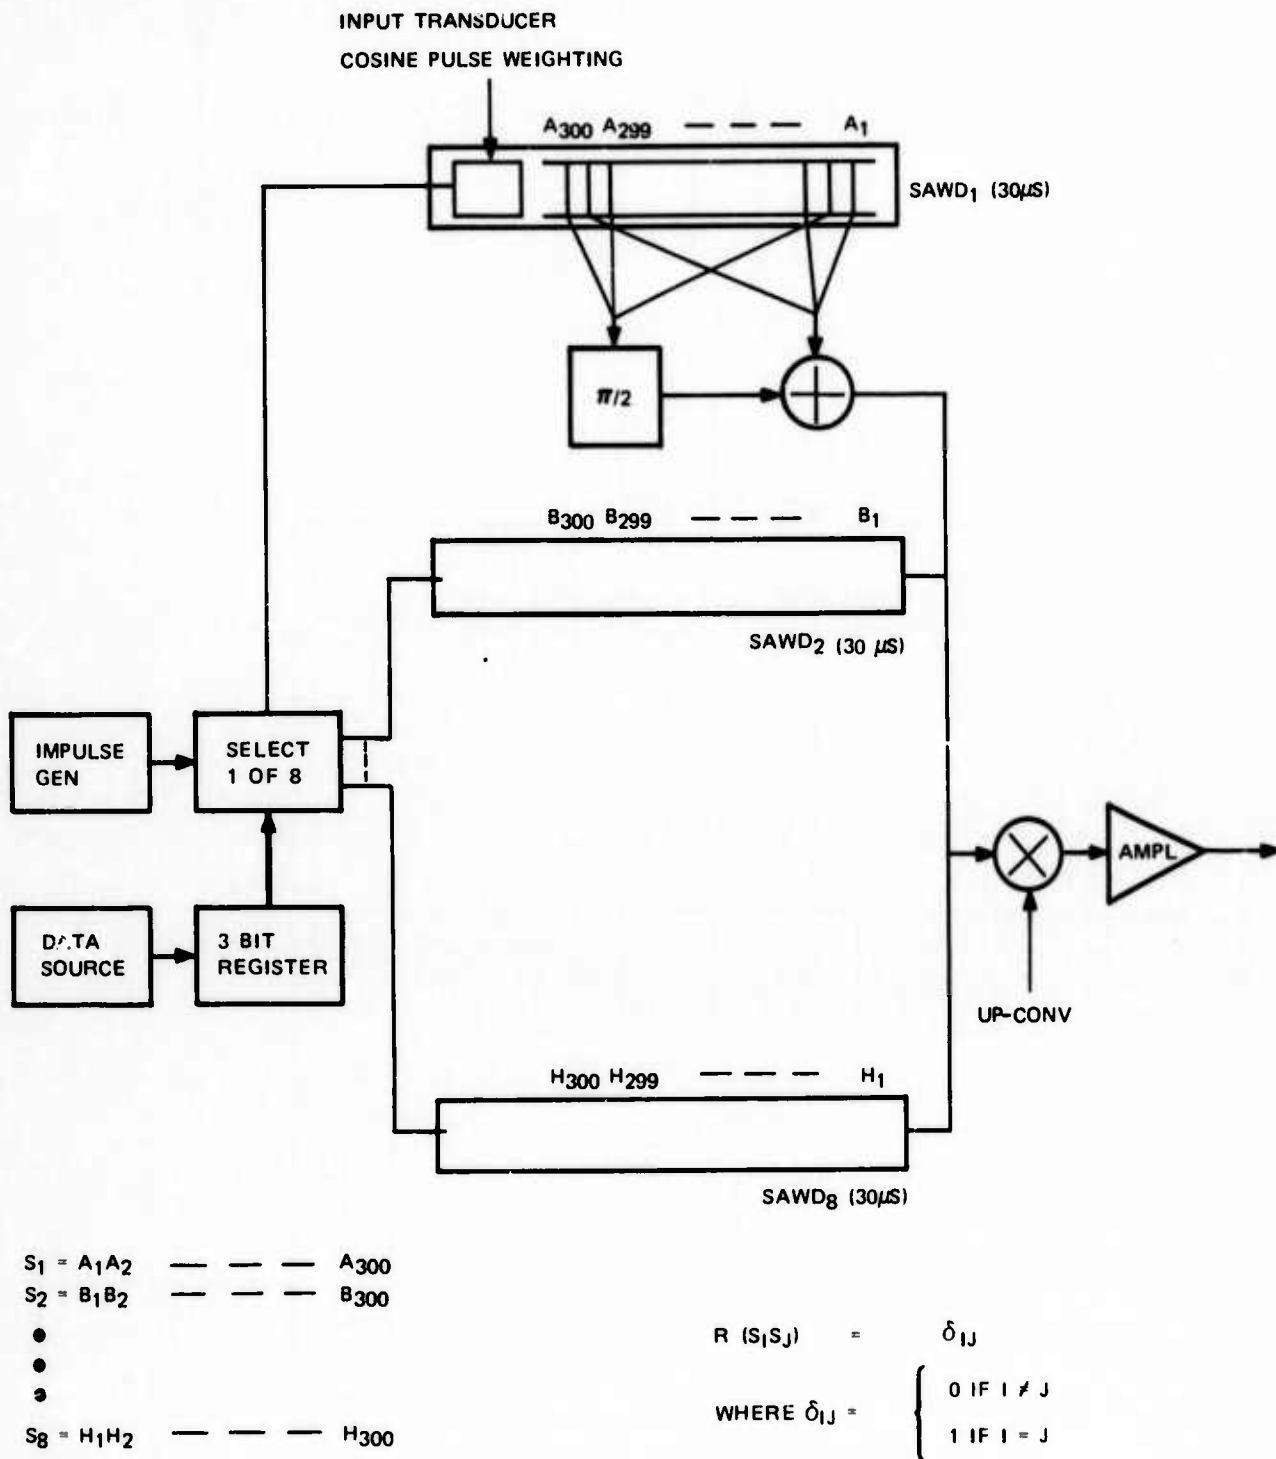 INPUT TRANSDUCER
COSINE PULSE WEIGHTING
A300 A299 — — — A1
SAWD1 (30μS)
π/2
B300 B299 — — — B1
SAWD2 (30 μS)
IMPULSE
GEN
SELECT
1 OF 8
DATA
SOURCE
3 BIT
REGISTER
AMPL
UP-CONV
H300 H299 — — — H1
SAWD8 (30μS)
S1 = A1A2 — — — A300
S2 = B1B2 — — — B300
S8 = H1H2 — — — H300
R (SISJ) = δIJ
WHERE δIJ = { 0 IF I ≠ J
1 IF I = J